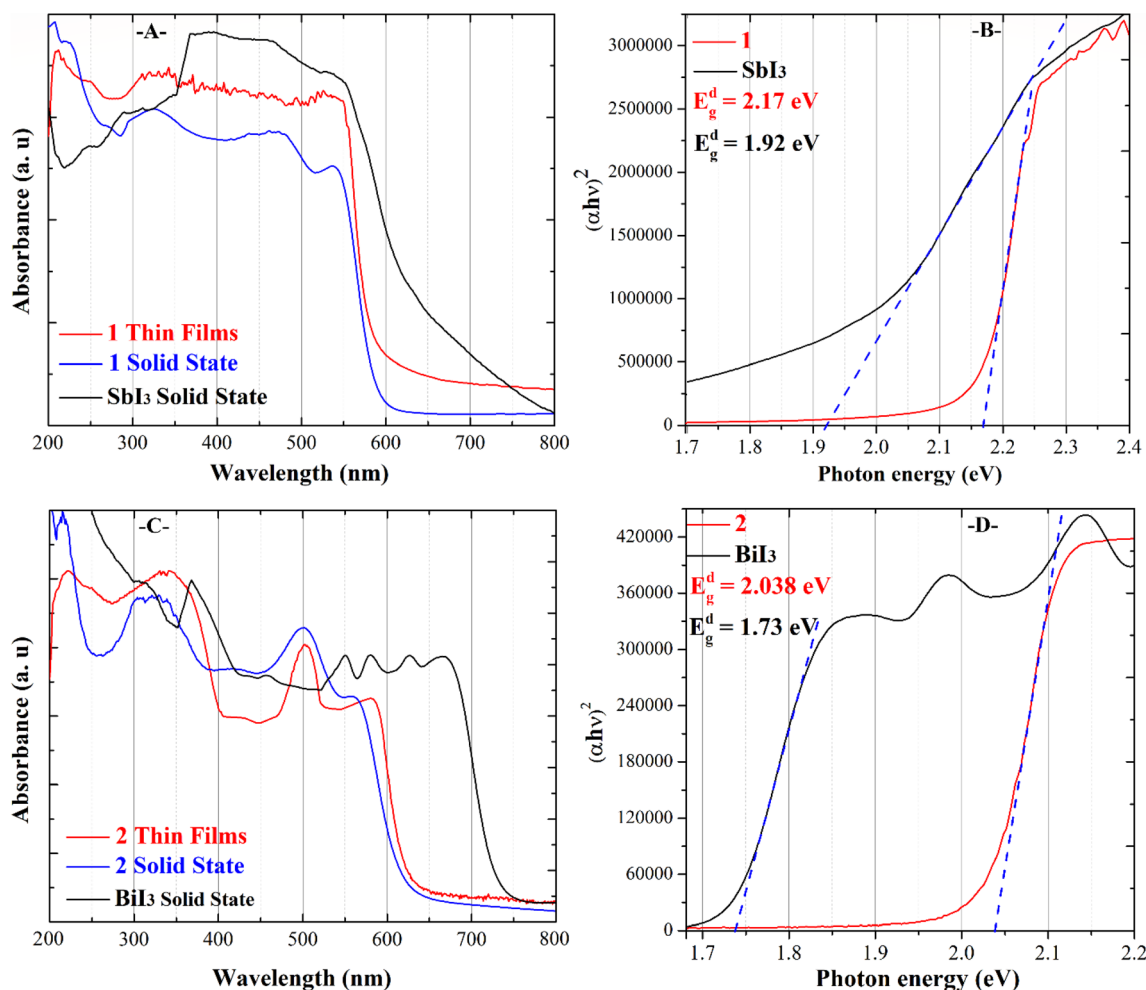 -A-
Absorbance (a. u)
1 Thin Films
1 Solid State
SbI₃ Solid State
200 300 400 500 600 700 800
Wavelength (nm)
-B-
1
SbI₃
E_g^d = 2.17 eV
E_g^d = 1.92 eV
(αhν)²
3000000
2500000
2000000
1500000
1000000
500000
0
1.7 1.8 1.9 2.0 2.1 2.2 2.3 2.4
Photon energy (eV)
-C-
Absorbance (a. u)
2 Thin Films
2 Solid State
BiI₃ Solid State
200 300 400 500 600 700 800
Wavelength (nm)
-D-
2
BiI₃
E_g^d = 2.038 eV
E_g^d = 1.73 eV
(αhν)²
420000
360000
300000
240000
180000
120000
60000
0
1.7 1.8 1.9 2.0 2.1 2.2
Photon energy (eV)